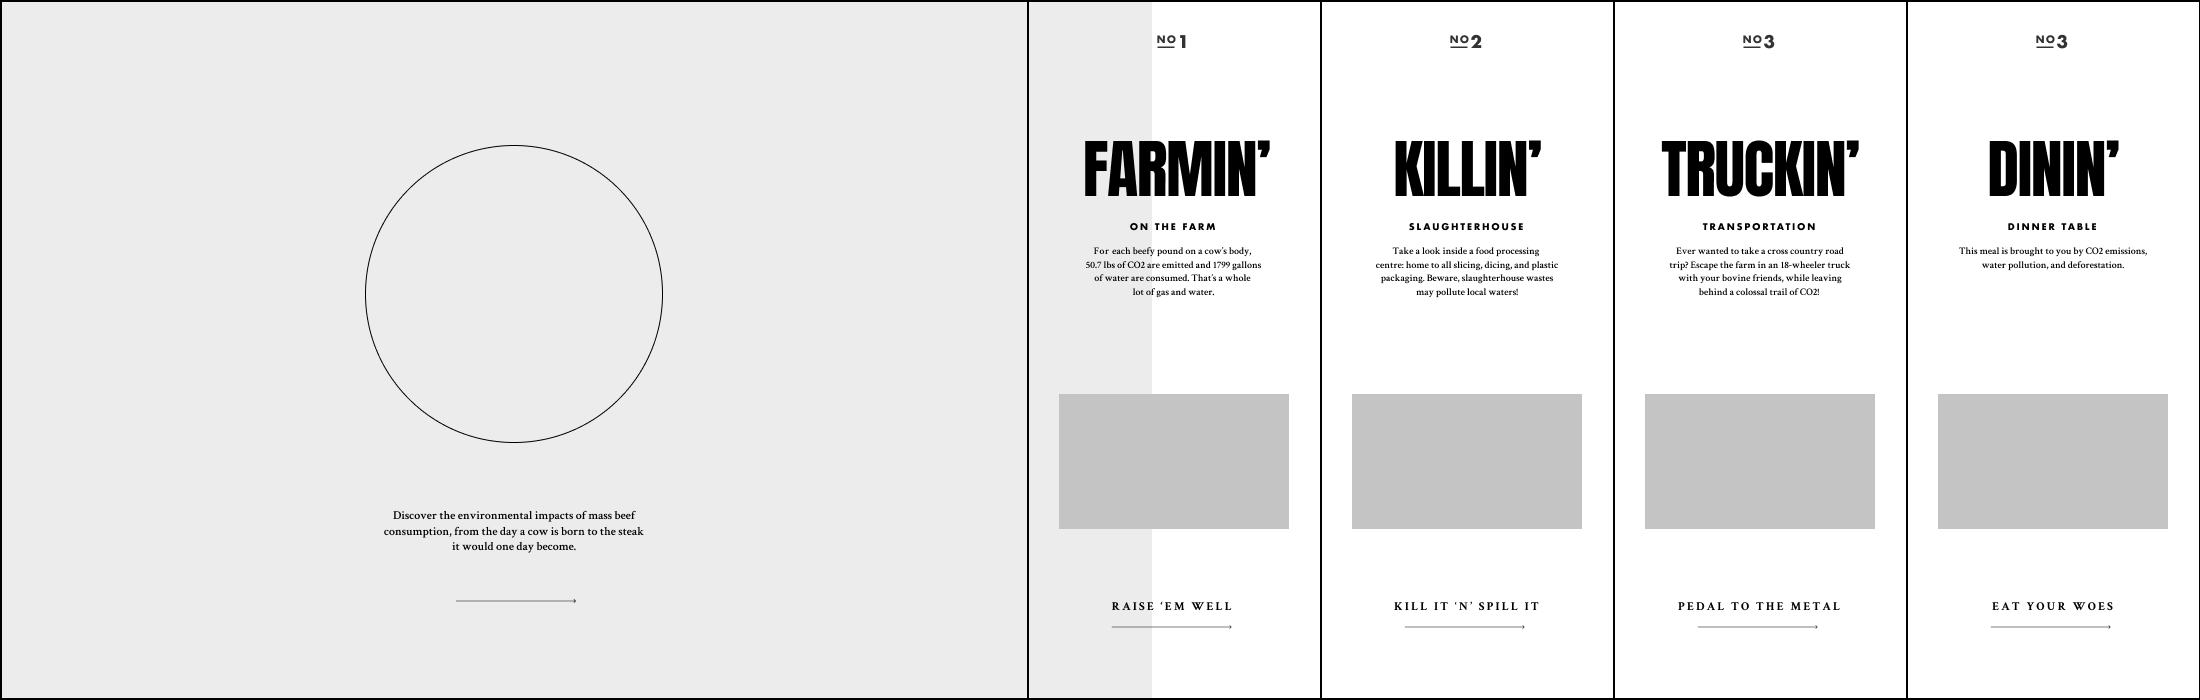 Discover the environmental impacts of mass beef
consumption, from the day a cow is born to the steak
it would one day become.
NO 1
FARMIN’
ON THE FARM
For each beefy pound on a cow’s body,
50.7 lbs of CO2 are emitted and 1799 gallons
of water are consumed. That’s a whole
lot of gas and water.
RAISE ‘EM WELL
NO 2
KILLIN’
SLAUGHTERHOUSE
Take a look inside a food processing
centre: home to all slicing, dicing, and plastic
packaging. Beware, slaughterhouse wastes
may pollute local waters!
KILL IT ‘N’ SPILL IT
NO 3
TRUCKIN’
TRANSPORTATION
Ever wanted to take a cross country road
trip? Escape the farm in an 18-wheeler truck
with your bovine friends, while leaving
behind a colossal trail of CO2!
PEDAL TO THE METAL
NO 3
DININ’
DINNER TABLE
This meal is brought to you by CO2 emissions,
water pollution, and deforestation.
EAT YOUR WOES